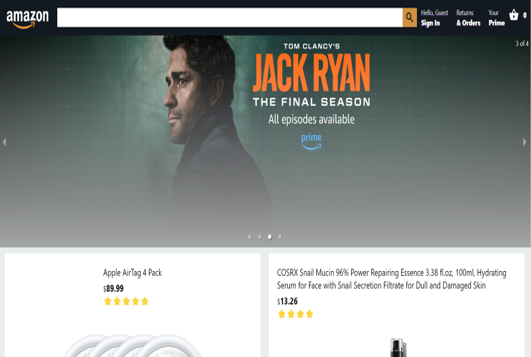 amazon
Hello, Guest
Sign In
Returns
& Orders
Your
Prime
0
3 of 4
TOM CLANCY'S
JACK RYAN
THE FINAL SEASON
All episodes available
prime
Apple AirTag 4 Pack
$89.99
COSRX Snail Mucin 96% Power Repairing Essence 3.38 fl.oz, 100ml, Hydrating
Serum for Face with Snail Secretion Filtrate for Dull and Damaged Skin
$13.26